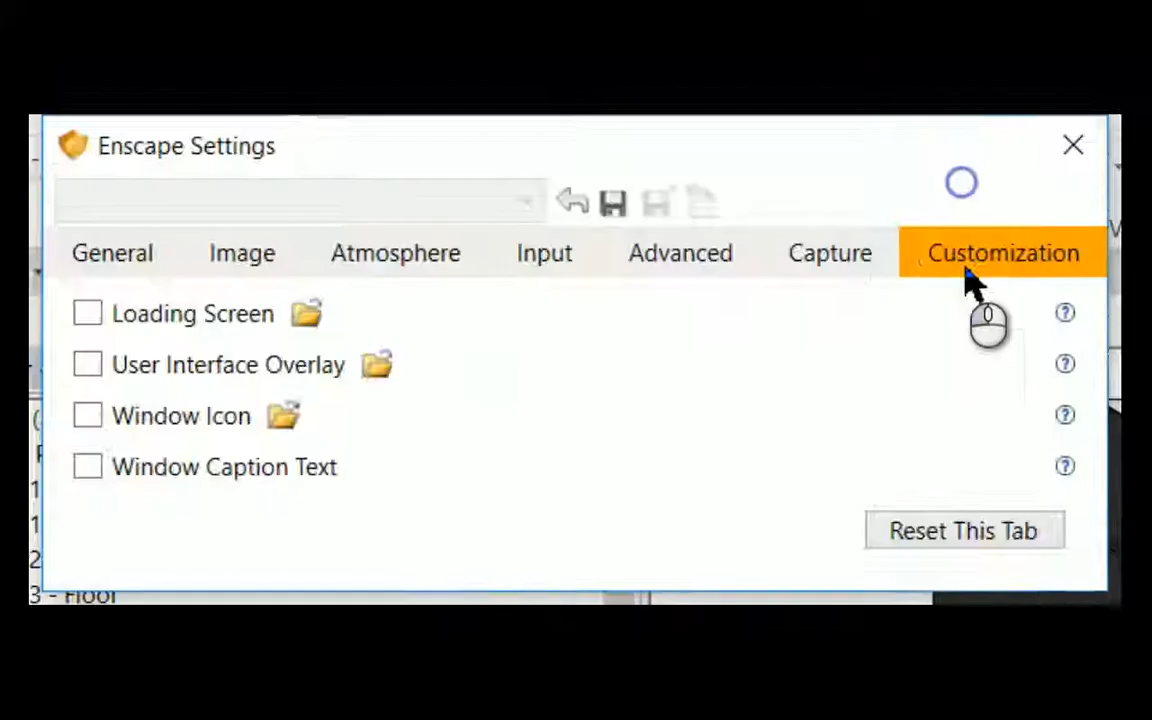 Enscape Settings
General Image Atmosphere Input Advanced Capture Customization
Loading Screen
User Interface Overlay
Window Icon
Window Caption Text
Reset This Tab
3 - Floor